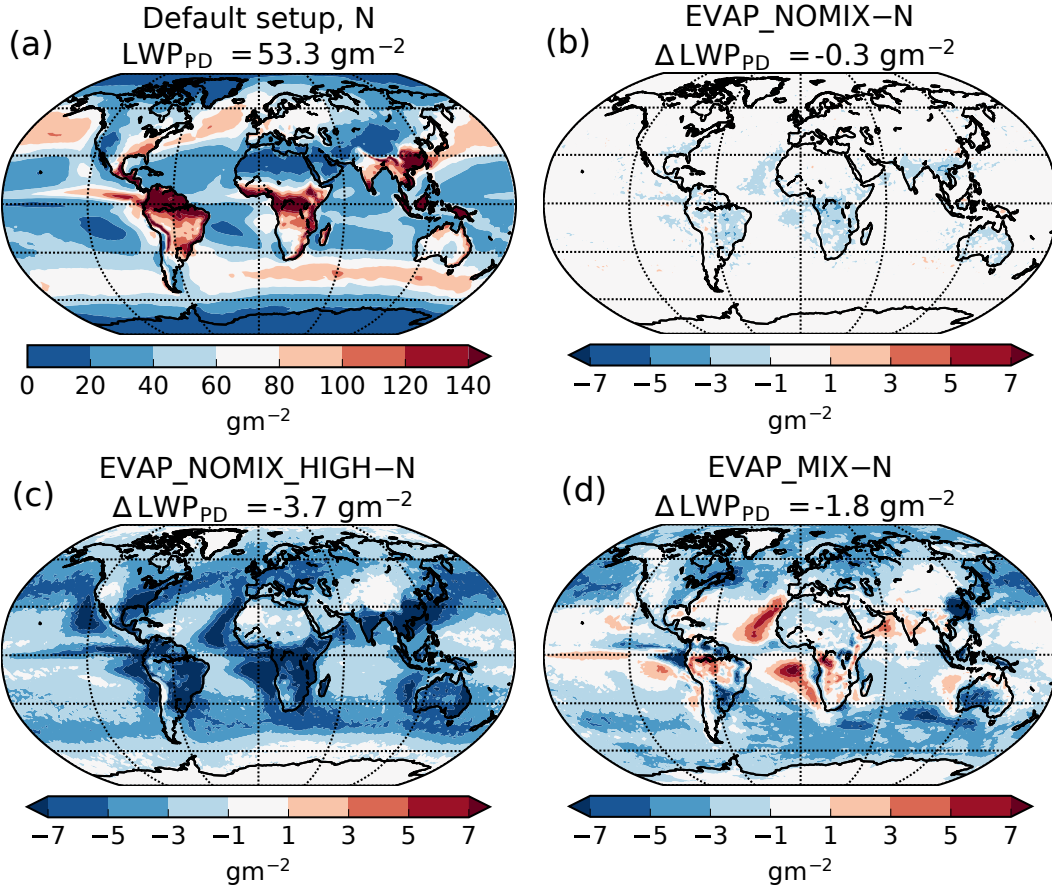 (a)
Default setup, N
LWP_PD = 53.3 gm⁻²
0 20 40 60 80 100 120 140
gm⁻²
(b)
EVAP_NOMIX−N
Δ LWP_PD = -0.3 gm⁻²
−7 −5 −3 −1 1 3 5 7
gm⁻²
(c)
EVAP_NOMIX_HIGH−N
Δ LWP_PD = -3.7 gm⁻²
−7 −5 −3 −1 1 3 5 7
gm⁻²
(d)
EVAP_MIX−N
Δ LWP_PD = -1.8 gm⁻²
−7 −5 −3 −1 1 3 5 7
gm⁻²